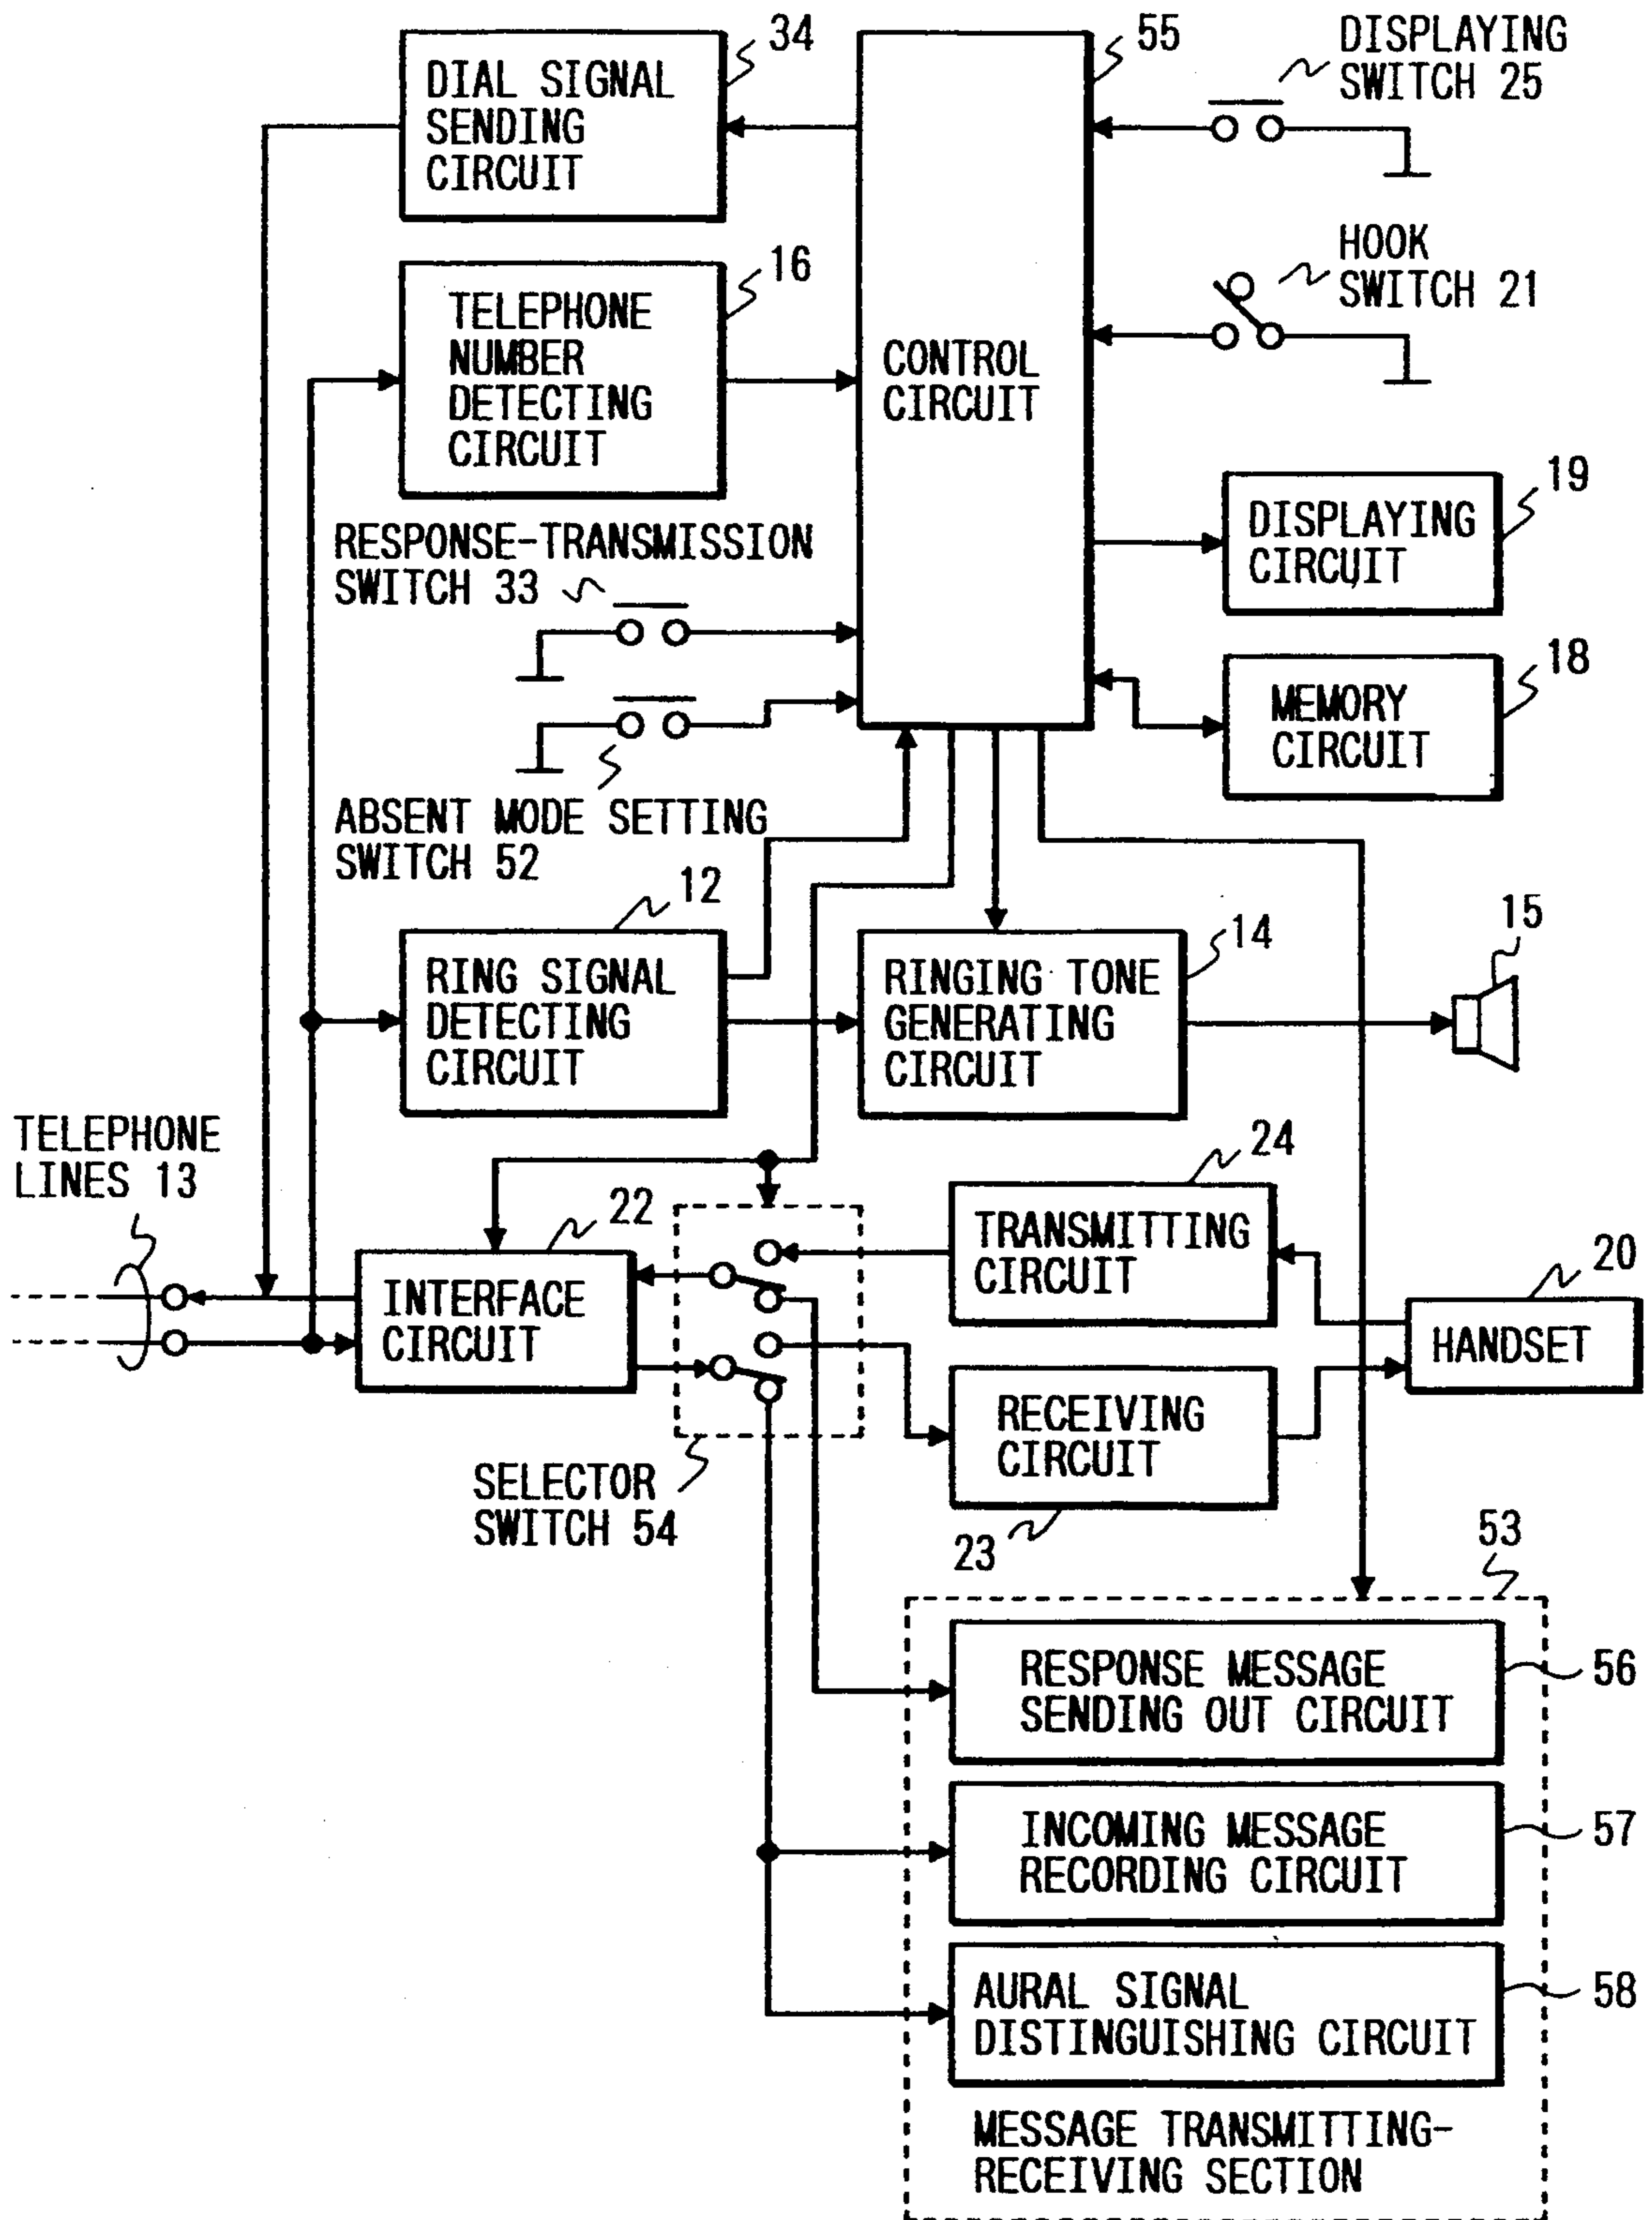 34
DIAL SIGNAL
SENDING
CIRCUIT
55
DISPLAYING
SWITCH 25
16
TELEPHONE
NUMBER
DETECTING
CIRCUIT
CONTROL
CIRCUIT
HOOK
SWITCH 21
19
DISPLAYING
CIRCUIT
RESPONSE-TRANSMISSION
SWITCH 33
18
MEMORY
CIRCUIT
ABSENT MODE SETTING
SWITCH 52
12
RING SIGNAL
DETECTING
CIRCUIT
14
RINGING TONE
GENERATING
CIRCUIT
15
TELEPHONE
LINES 13
22
INTERFACE
CIRCUIT
24
TRANSMITTING
CIRCUIT
20
HANDSET
RECEIVING
CIRCUIT
23
SELECTOR
SWITCH 54
53
RESPONSE MESSAGE
SENDING OUT CIRCUIT
56
INCOMING MESSAGE
RECORDING CIRCUIT
57
AURAL SIGNAL
DISTINGUISHING CIRCUIT
58
MESSAGE TRANSMITTING-
RECEIVING SECTION